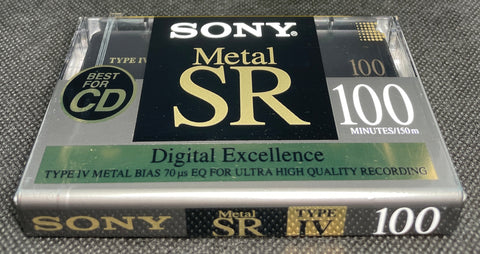 SONY.
TYPE IV
Metal
SR
100
BEST
FOR
CD
100
MINUTES/150m
Digital Excellence
TYPE IV METAL BIAS 70 µs EQ FOR ULTRA HIGH QUALITY RECORDING
SONY
Metal
SR
TYPE
IV
100